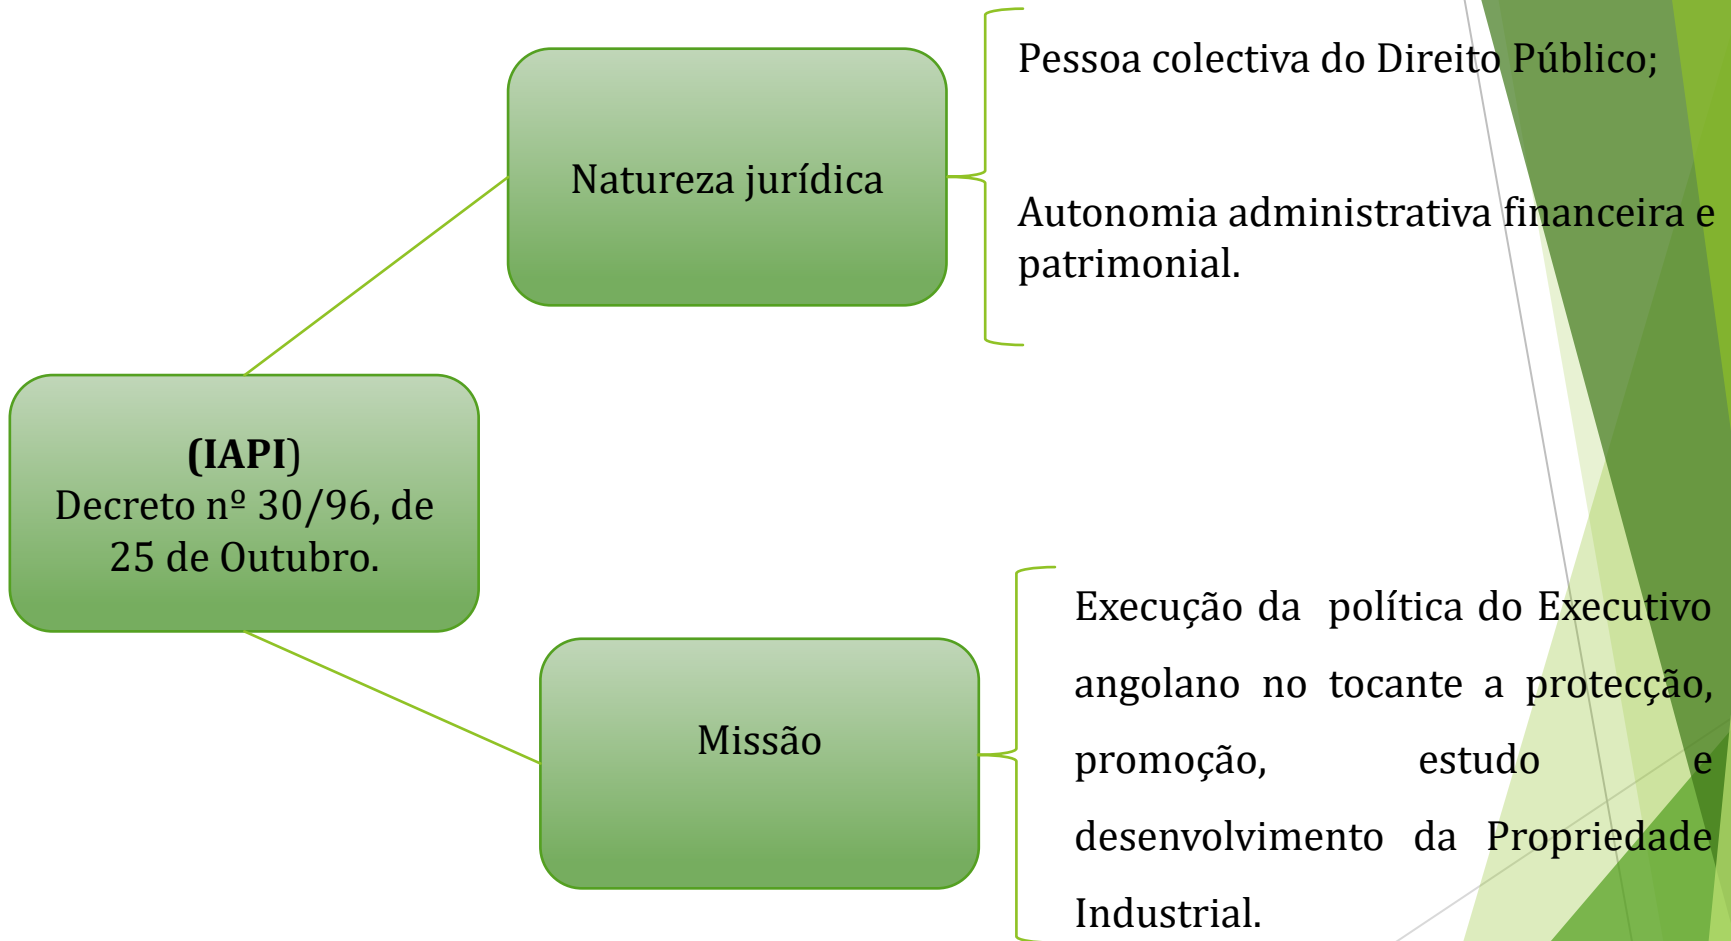 (IAPI)
Decreto nº 30/96, de
25 de Outubro.
Natureza jurídica
Pessoa colectiva do Direito Público;
Autonomia administrativa financeira e
patrimonial.
Missão
Execução da política do Executivo
angolano no tocante a protecção,
promoção, estudo e
desenvolvimento da Propriedade
Industrial.